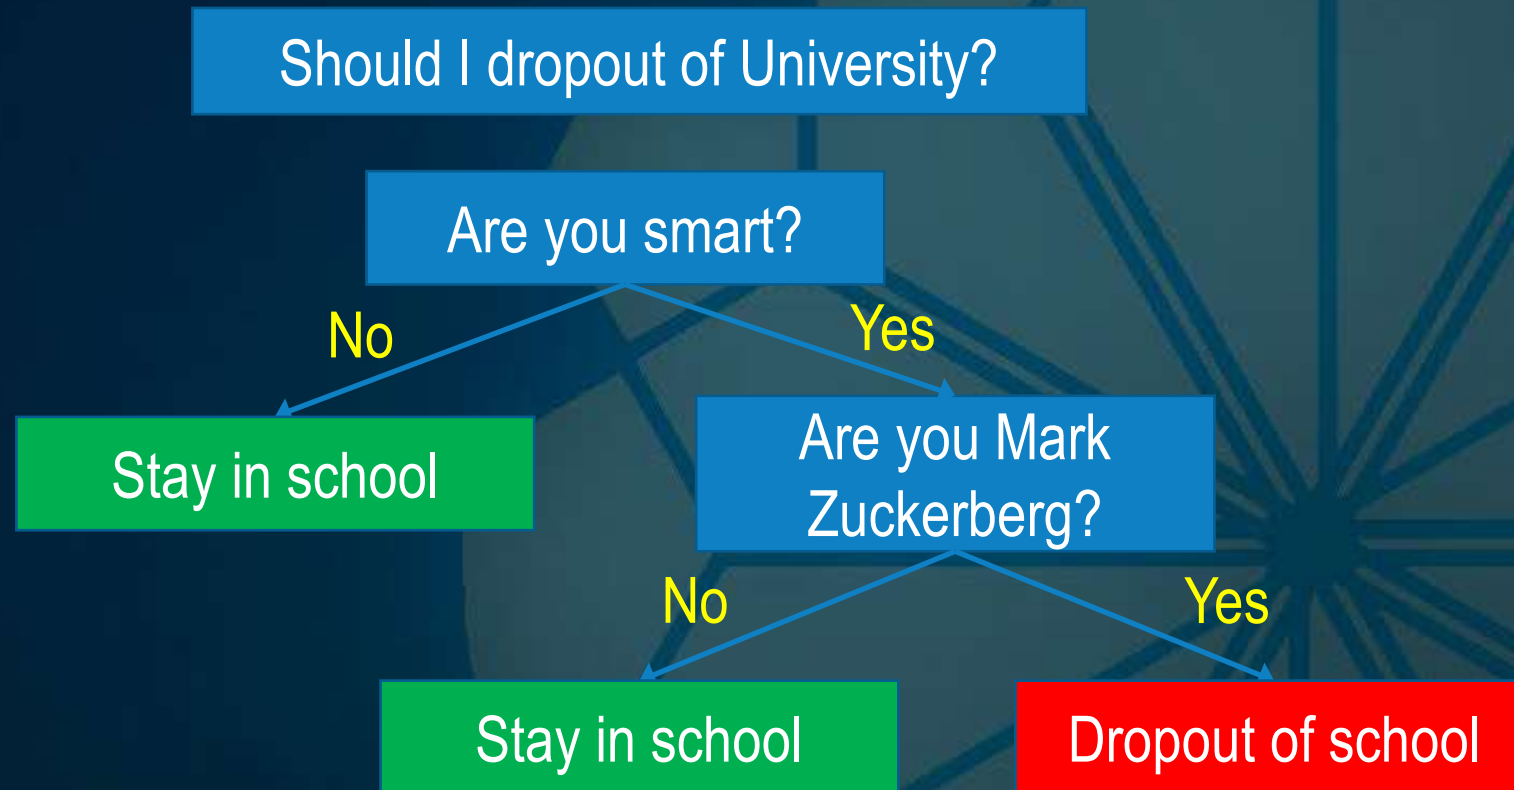 Should I dropout of University?
Are you smart?
No
Yes
Stay in school
Are you Mark
Zuckerberg?
No
Yes
Stay in school
Dropout of school